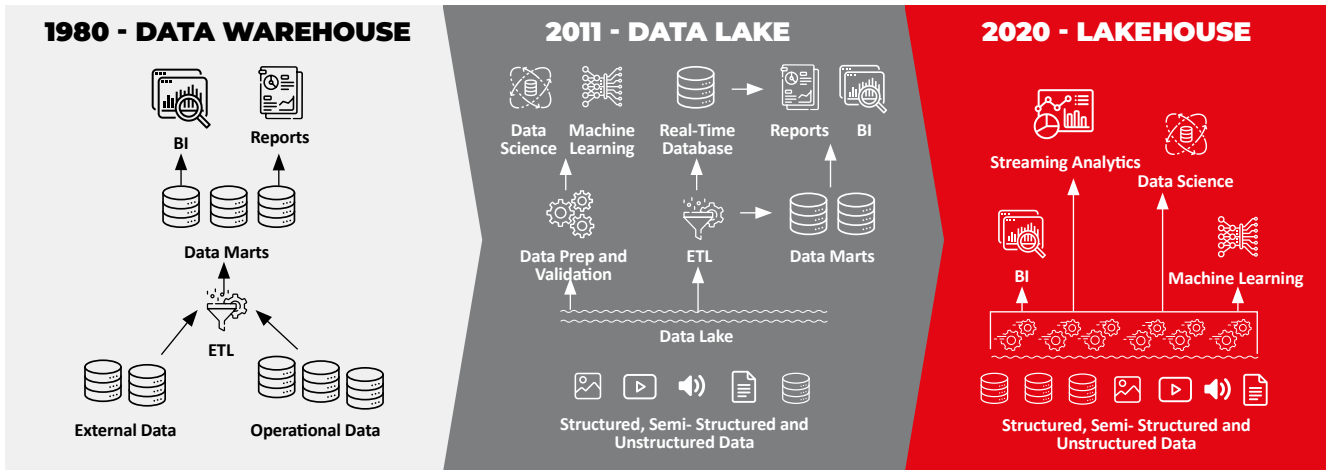 1980 - DATA WAREHOUSE
BI
Reports
Data Marts
ETL
External Data
Operational Data
2011 - DATA LAKE
Data
Science
Machine
Learning
Real-Time
Database
Reports
BI
Data Prep and
Validation
ETL
Data Marts
Data Lake
Structured, Semi- Structured and
Unstructured Data
2020 - LAKEHOUSE
Streaming Analytics
Data Science
BI
Machine Learning
Structured, Semi- Structured and
Unstructured Data